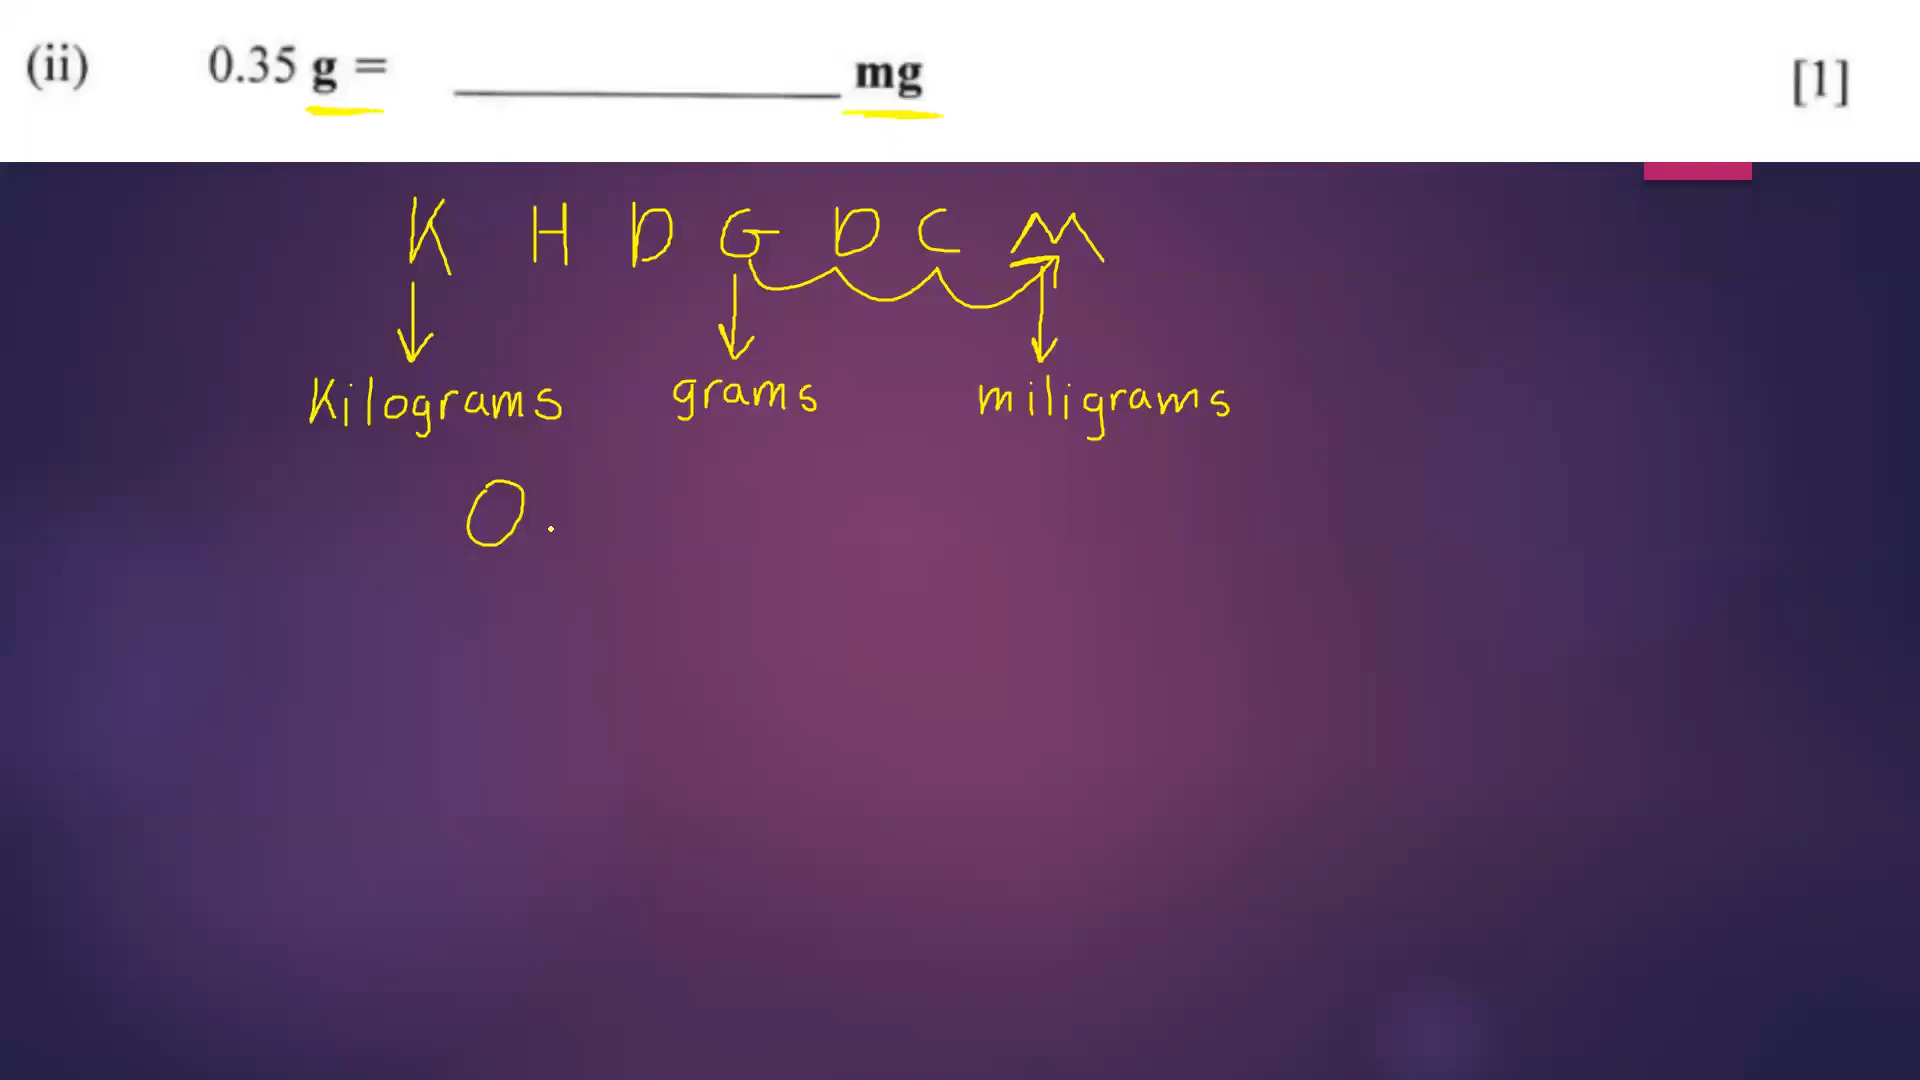 (ii) 0.35 g = __________ mg [1]
K H D G D C M
Kilograms grams miligrams
0.